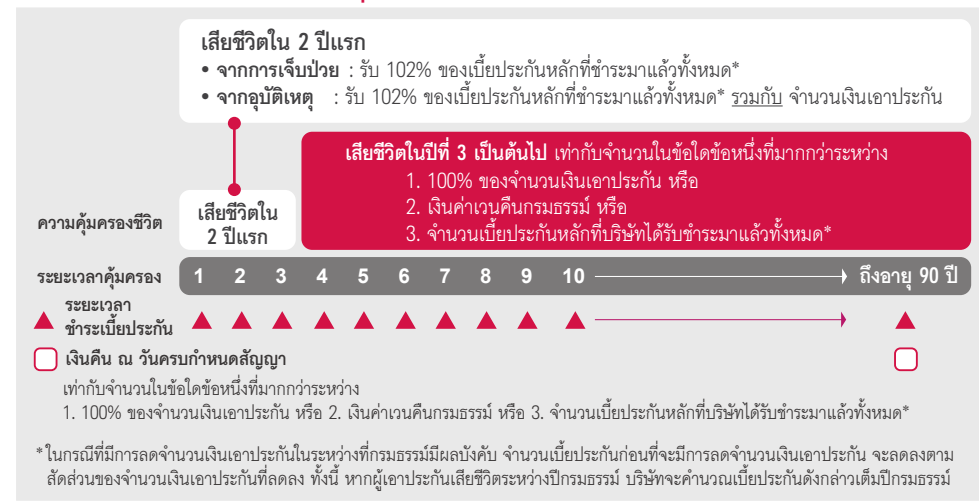 เสียชีวิตใน 2 ปีแรก
• จากการเจ็บป่วย : รับ 102% ของเบี้ยประกันหลักที่ชำระมาแล้วทั้งหมด*
• จากอุบัติเหตุ : รับ 102% ของเบี้ยประกันหลักที่ชำระมาแล้วทั้งหมด* รวมกับ จำนวนเงินเอาประกัน
เสียชีวิตในปีที่ 3 เป็นต้นไป เท่ากับจำนวนในข้อใดข้อหนึ่งที่มากกว่าระหว่าง
1. 100% ของจำนวนเงินเอาประกัน หรือ
2. เงินค่าเวนคืนกรมธรรม์ หรือ
3. จำนวนเบี้ยประกันหลักที่บริษัทได้รับชำระมาแล้วทั้งหมด*
ความคุ้มครองชีวิต
เสียชีวิตใน
2 ปีแรก
ระยะเวลาคุ้มครอง 1 2 3 4 5 6 7 8 9 10 ถึงอายุ 90 ปี
ระยะเวลา
ชำระเบี้ยประกัน
เงินคืน ณ วันครบกำหนดสัญญา
เท่ากับจำนวนในข้อใดข้อหนึ่งที่มากกว่าระหว่าง
1. 100% ของจำนวนเงินเอาประกัน หรือ 2. เงินค่าเวนคืนกรมธรรม์ หรือ 3. จำนวนเบี้ยประกันหลักที่บริษัทได้รับชำระมาแล้วทั้งหมด*
*ในกรณีที่มีการลดจำนวนเงินเอาประกันในระหว่างที่กรมธรรม์มีผลบังคับ จำนวนเบี้ยประกันก่อนที่จะมีการลดจำนวนเงินเอาประกัน จะลดลงตาม
สัดส่วนของจำนวนเงินเอาประกันที่ลดลง ทั้งนี้ หากผู้เอาประกันเสียชีวิตระหว่างปีกรมธรรม์ บริษัทจะคำนวณเบี้ยประกันดังกล่าวเต็มปีกรมธรรม์